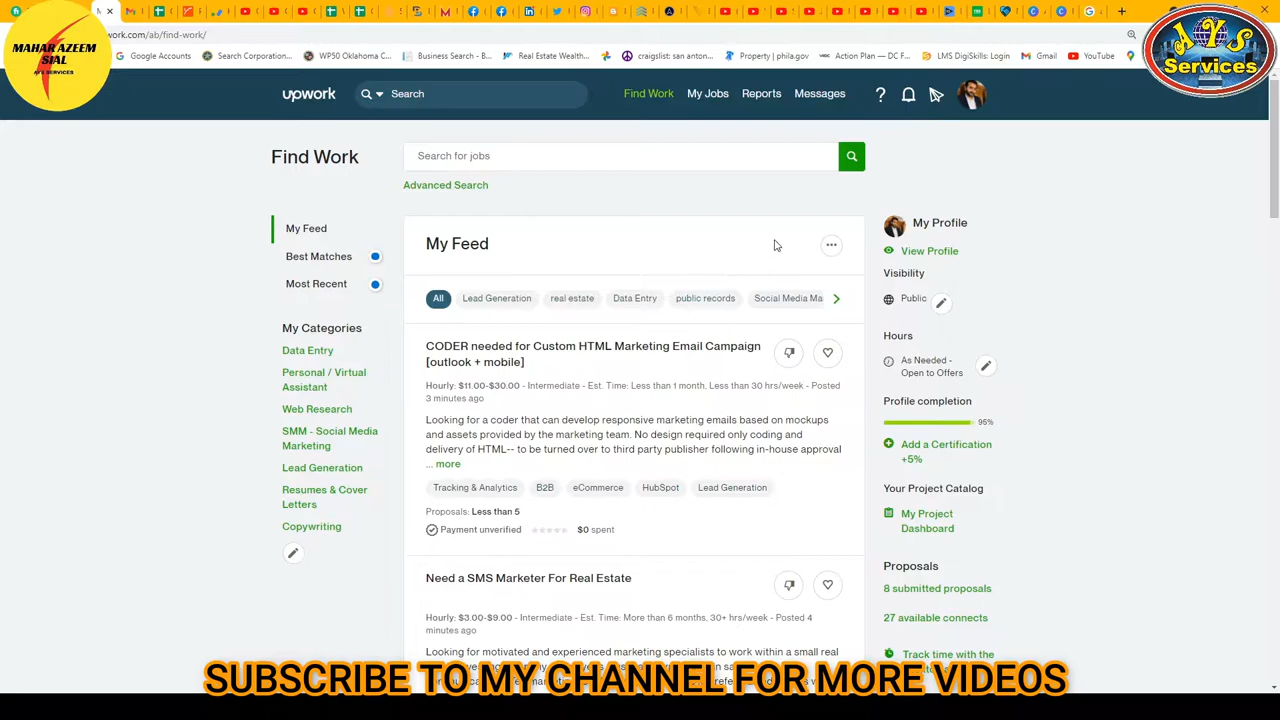 MAHAR AZEEM
SIAL
AYS SERVICES
work.com/ab/find-work/
Google Accounts
Search Corporation...
WP50 Oklahoma C...
Business Search - B...
Real Estate Wealth...
craigslist: san anton...
Property | phila.gov
Action Plan — DC F...
LMS DigiSkills: Login
Gmail
YouTube
AYS
Services
upwork
Search
Find Work
My Jobs
Reports
Messages
?
Find Work
Search for jobs
Advanced Search
My Feed
Best Matches
Most Recent
My Categories
Data Entry
Personal / Virtual
Assistant
Web Research
SMM - Social Media
Marketing
Lead Generation
Resumes & Cover
Letters
Copywriting
My Feed
All
Lead Generation
real estate
Data Entry
public records
Social Media Ma
CODER needed for Custom HTML Marketing Email Campaign
[outlook + mobile]
Hourly: $11.00-$30.00 - Intermediate - Est. Time: Less than 1 month, Less than 30 hrs/week - Posted
3 minutes ago
Looking for a coder that can develop responsive marketing emails based on mockups
and assets provided by the marketing team. No design required only coding and
delivery of HTML-- to be turned over to third party publisher following in-house approval
... more
Tracking & Analytics
B2B
eCommerce
HubSpot
Lead Generation
Proposals: Less than 5
Payment unverified
$0 spent
Need a SMS Marketer For Real Estate
Hourly: $3.00-$9.00 - Intermediate - Est. Time: More than 6 months, 30+ hrs/week - Posted 4
minutes ago
Looking for motivated and experienced marketing specialists to work within a small real
My Profile
View Profile
Visibility
Public
Hours
As Needed -
Open to Offers
Profile completion
95%
Add a Certification
+5%
Your Project Catalog
My Project
Dashboard
Proposals
8 submitted proposals
27 available connects
Track time with the
SUBSCRIBE TO MY CHANNEL FOR MORE VIDEOS